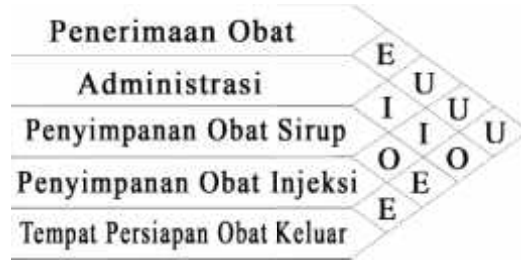 Penerimaan Obat
E
Administrasi U
I U
Penyimpanan Obat Sirup I U
O O
Penyimpanan Obat Injeksi E
E
Tempat Persiapan Obat Keluar